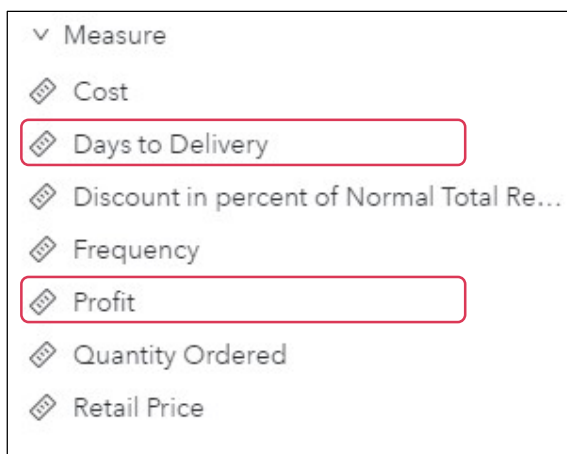 Measure
Cost
Days to Delivery
Discount in percent of Normal Total Re...
Frequency
Profit
Quantity Ordered
Retail Price